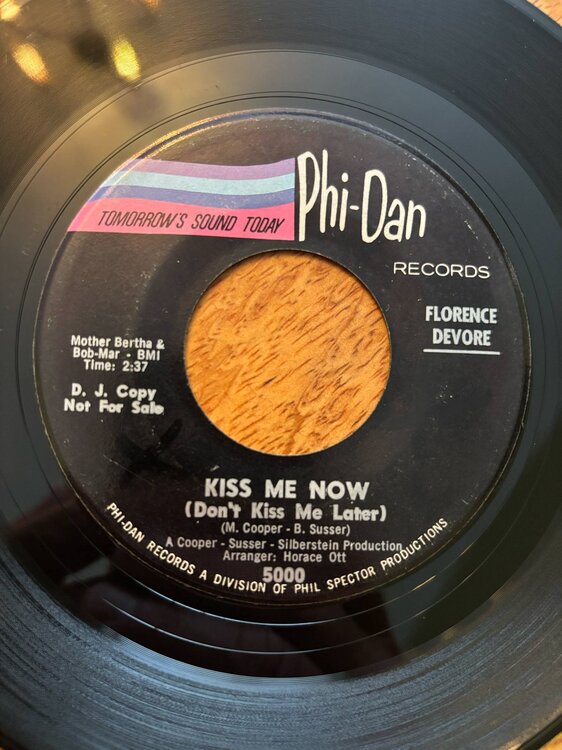 TOMORROW'S SOUND TODAY
Phi-Dan
RECORDS
FLORENCE
DEVORE
Mother Bertha &
Bob-Mar - BMI
Time: 2:37
D. J. Copy
Not For Sale
KISS ME NOW
(Don't Kiss Me Later)
(M. Cooper - B. Susser)
A Cooper - Susser - Silberstein Production
Arranger: Horace Ott
5000
PHI-DAN RECORDS A DIVISION OF PHIL SPECTOR PRODUCTIONS